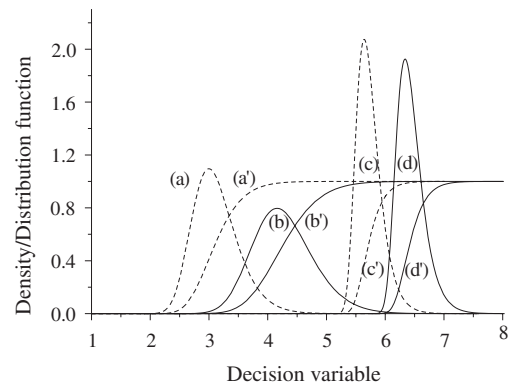 Density/Distribution function
2.0
1.6
1.2
0.8
0.4
0.0
(a)
(a')
(b)
(b')
(c)
(d)
(c')
(d')
1 2 3 4 5 6 7 8
Decision variable